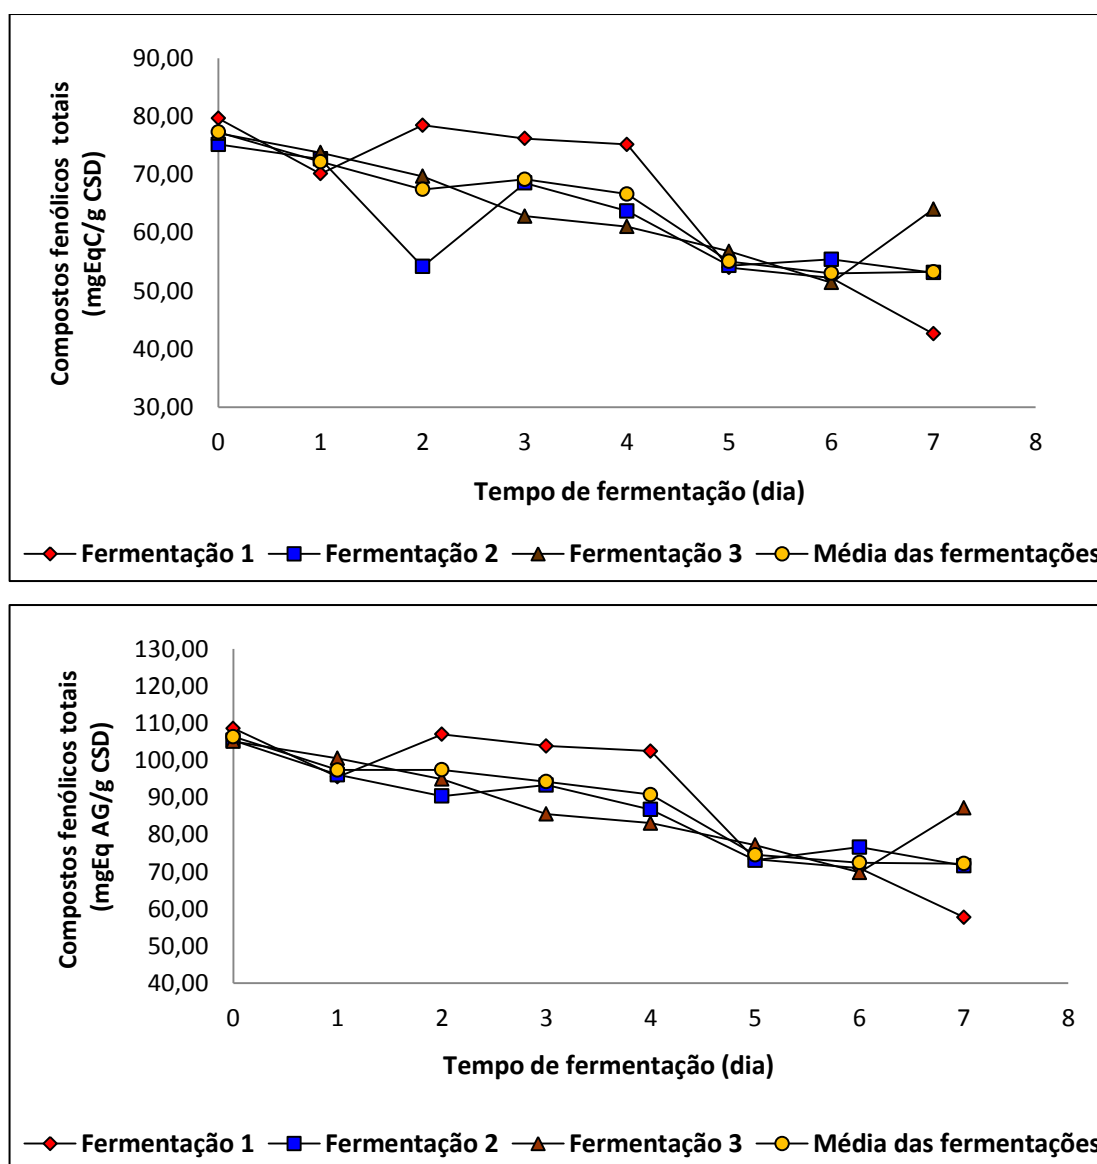 Compostos fenólicos totais
(mgEqC/g CSD)
90,00
80,00
70,00
60,00
50,00
40,00
30,00
0 1 2 3 4 5 6 7 8
Tempo de fermentação (dia)
Fermentação 1 Fermentação 2 Fermentação 3 Média das fermentações
Compostos fenólicos totais
(mgEq AG/g CSD)
130,00
120,00
110,00
100,00
90,00
80,00
70,00
60,00
50,00
40,00
0 1 2 3 4 5 6 7 8
Tempo de fermentação (dia)
Fermentação 1 Fermentação 2 Fermentação 3 Média das fermentações